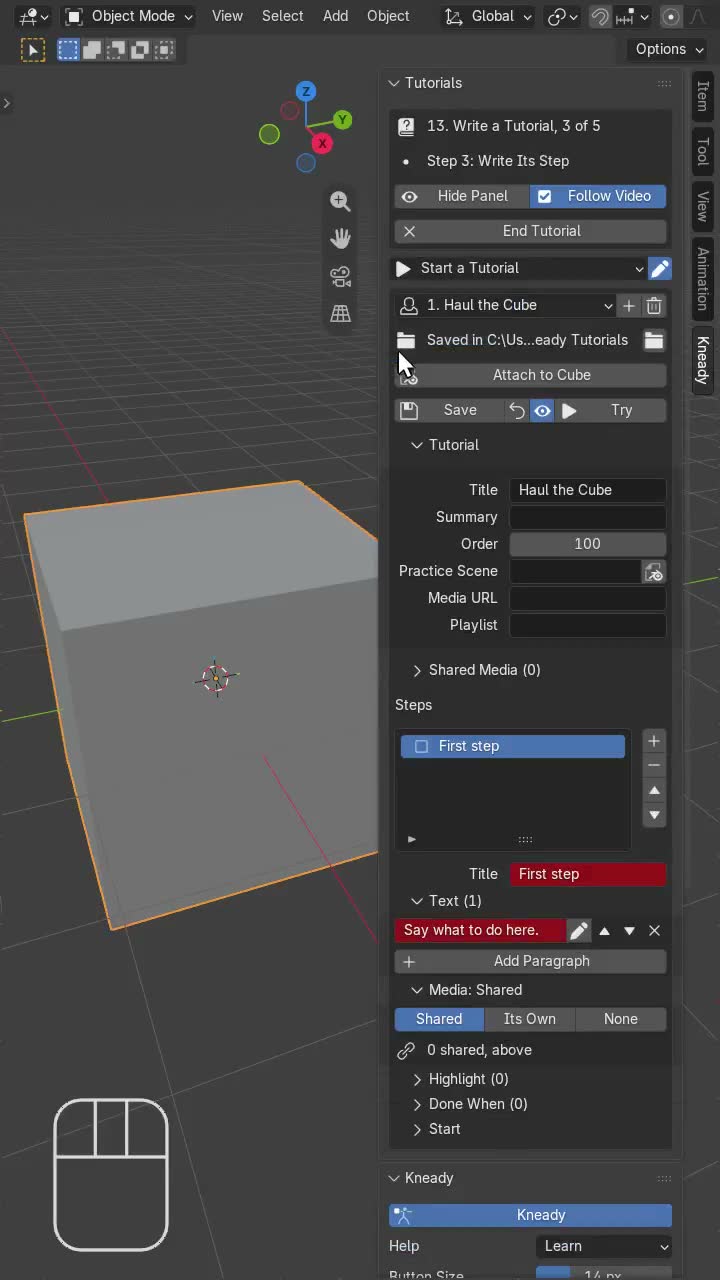 Object Mode View Select Add Object Global
Options
Z
Y
X
Item
Tool
View
Animation
Kneady
Tutorials
13. Write a Tutorial, 3 of 5
Step 3: Write Its Step
Hide Panel Follow Video
End Tutorial
Start a Tutorial
1. Haul the Cube
Saved in C:\Us...eady Tutorials
Attach to Cube
Save Try
Tutorial
Title Haul the Cube
Summary
Order 100
Practice Scene
Media URL
Playlist
Shared Media (0)
Steps
First step
Title First step
Text (1)
Say what to do here.
Add Paragraph
Media: Shared
Shared Its Own None
0 shared, above
Highlight (0)
Done When (0)
Start
Kneady
Kneady
Help Learn
Button Size 14 px